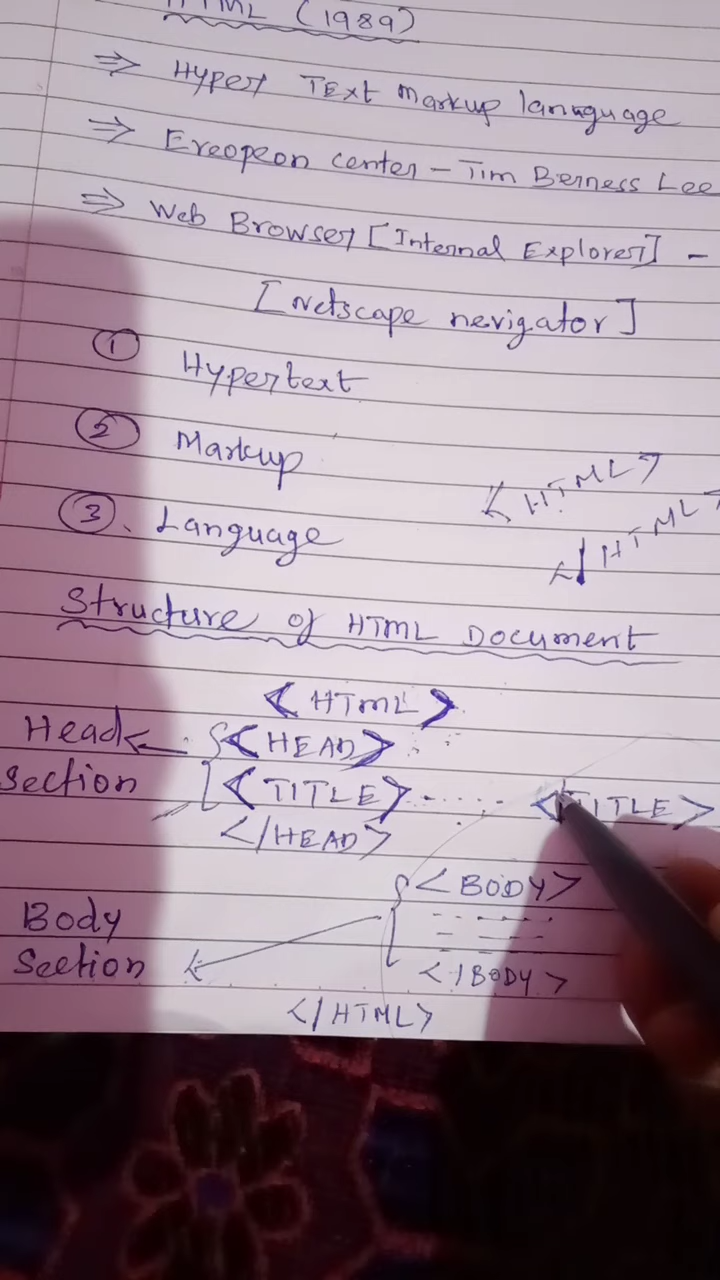 HTML (1989)
⇒ Hyper TExt Markup lanuguage
⇒ Ereopeon center - Tim Berness Lee
⇒ Web Browser [Internal Explorer] -
[Netscape nevigator]
① Hypertext
② Markup
③. Language
<HTML>
</HTML>
Structure of HTML Document
<HTML>
Head ← <HEAD>
Section <TITLE> ...... <TITLE>
</HEAD>
<BODY>
Body
Section ← </BODY>
</HTML>